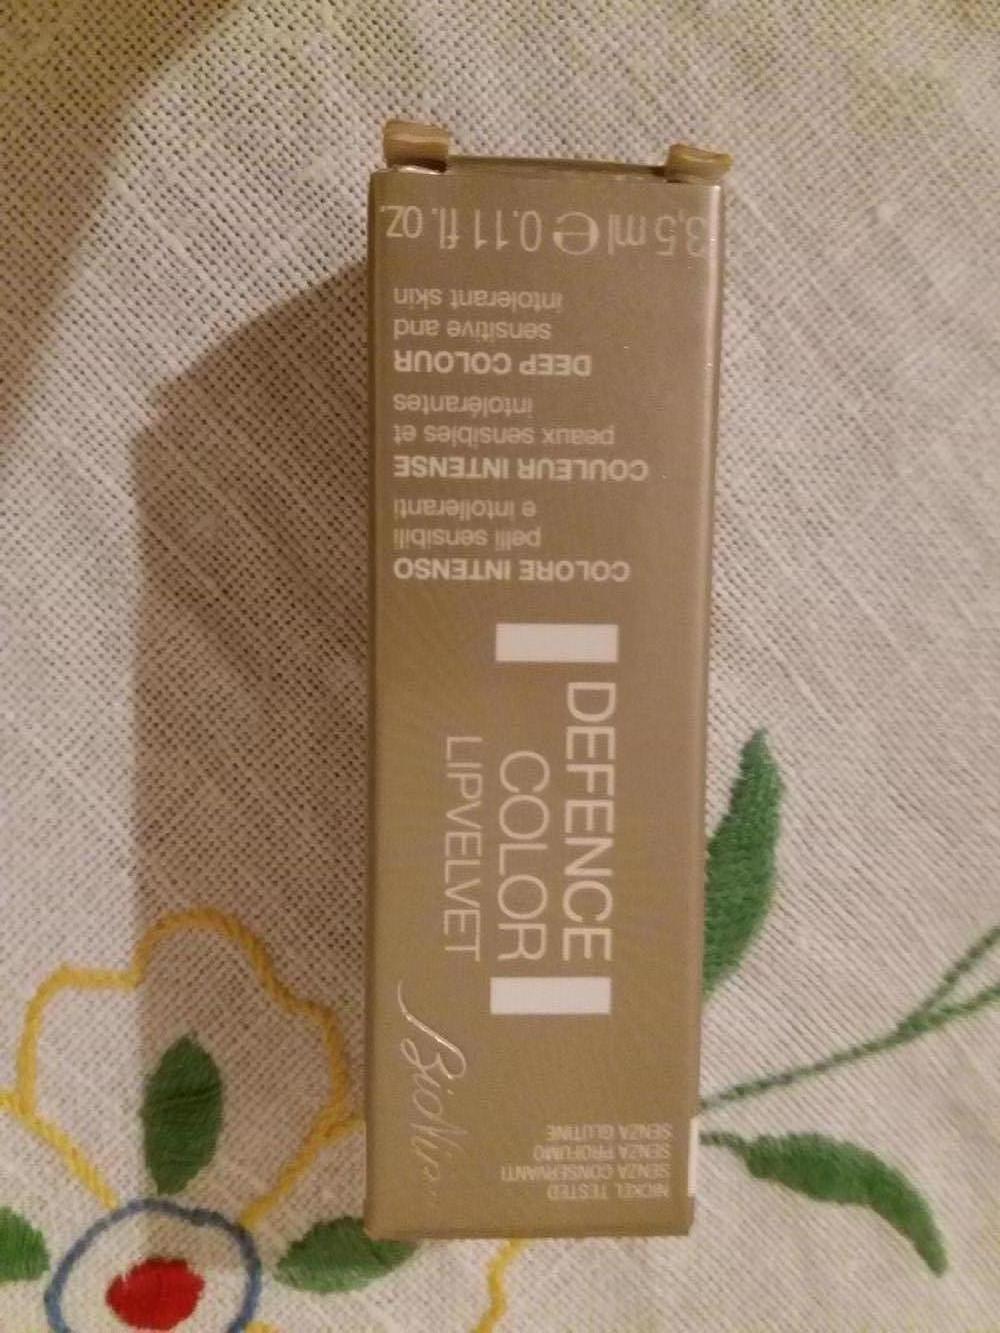 NICKEL TESTED
SENZA CONSERVANTI
SENZA PROFUMO
SENZA GLUTINE
DEFENCE
COLOR
LIPVELVET
COLORE INTENSO
pelli sensibili
e intolleranti
COULEUR INTENSE
peaux sensibles et
intolérantes
DEEP COLOUR
sensitive and
intolerant skin
3,5 ml ℮ 0.11 fl. oz.